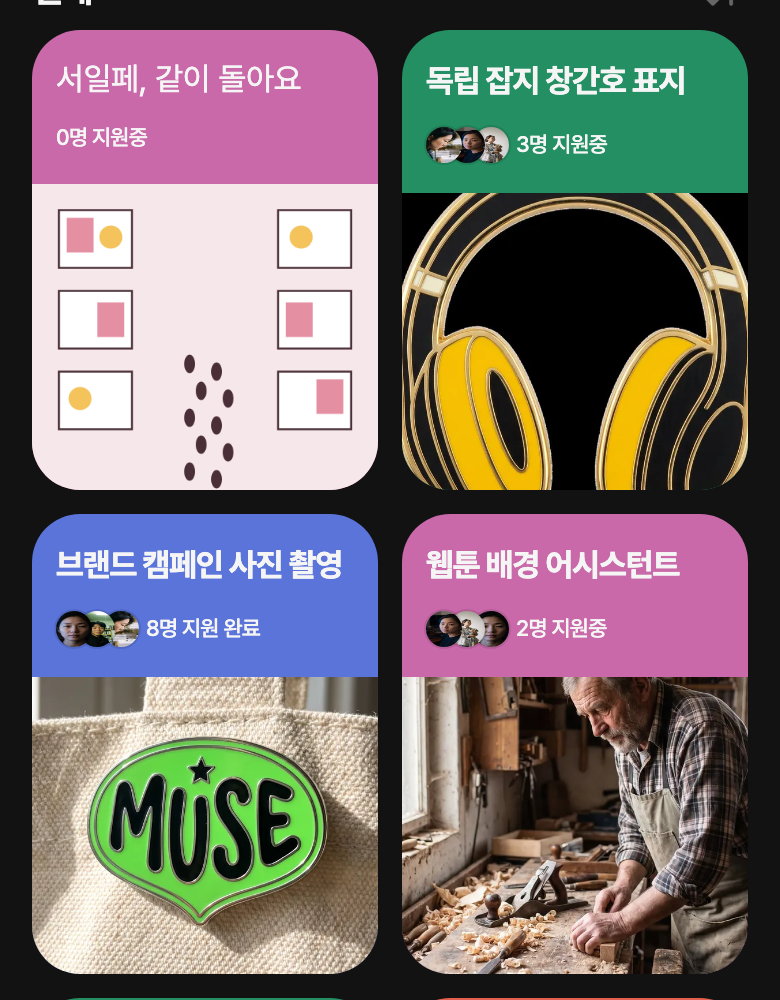 서일페, 같이 돌아요
0명 지원중
독립 잡지 창간호 표지
3명 지원중
브랜드 캠페인 사진 촬영
8명 지원 완료
웹툰 배경 어시스턴트
2명 지원중
MUSE